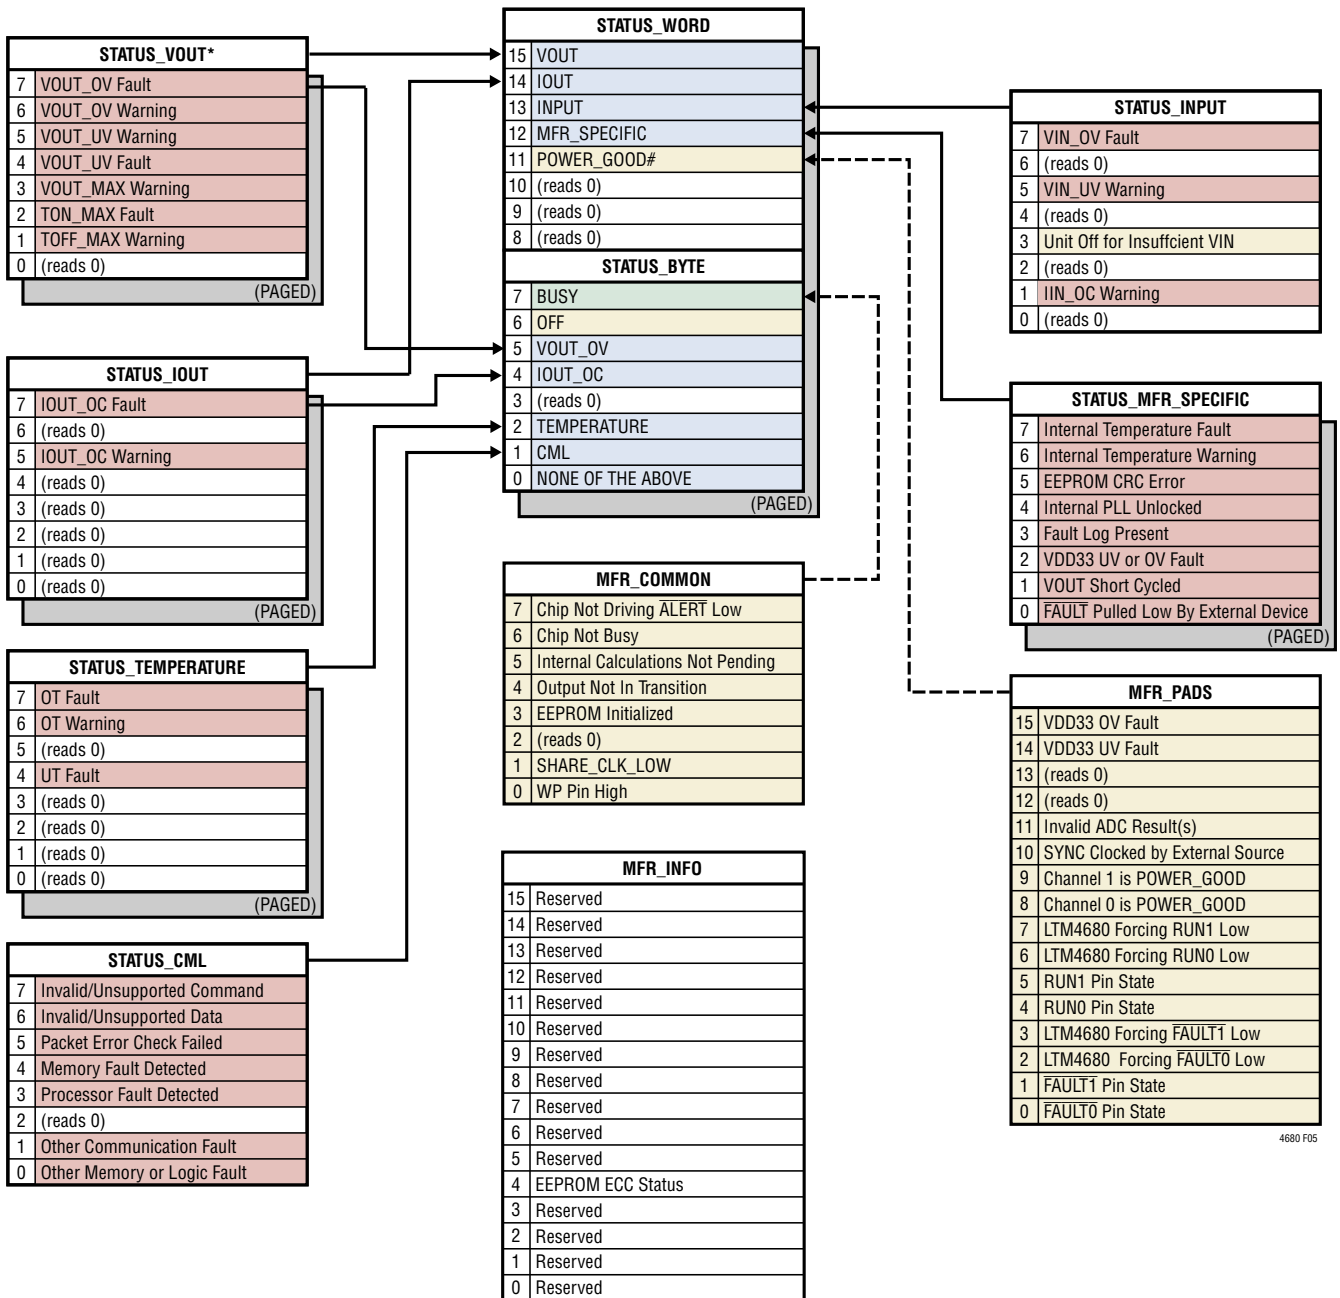 STATUS_VOUT*
7 VOUT_OV Fault
6 VOUT_OV Warning
5 VOUT_UV Warning
4 VOUT_UV Fault
3 VOUT_MAX Warning
2 TON_MAX Fault
1 TOFF_MAX Warning
0 (reads 0)
(PAGED)
STATUS_IOUT
7 IOUT_OC Fault
6 (reads 0)
5 IOUT_OC Warning
4 (reads 0)
3 (reads 0)
2 (reads 0)
1 (reads 0)
0 (reads 0)
(PAGED)
STATUS_TEMPERATURE
7 OT Fault
6 OT Warning
5 (reads 0)
4 UT Fault
3 (reads 0)
2 (reads 0)
1 (reads 0)
0 (reads 0)
(PAGED)
STATUS_CML
7 Invalid/Unsupported Command
6 Invalid/Unsupported Data
5 Packet Error Check Failed
4 Memory Fault Detected
3 Processor Fault Detected
2 (reads 0)
1 Other Communication Fault
0 Other Memory or Logic Fault
STATUS_WORD
15 VOUT
14 IOUT
13 INPUT
12 MFR_SPECIFIC
11 POWER_GOOD#
10 (reads 0)
9 (reads 0)
8 (reads 0)
STATUS_BYTE
7 BUSY
6 OFF
5 VOUT_OV
4 IOUT_OC
3 (reads 0)
2 TEMPERATURE
1 CML
0 NONE OF THE ABOVE
(PAGED)
MFR_COMMON
7 Chip Not Driving ALERT Low
6 Chip Not Busy
5 Internal Calculations Not Pending
4 Output Not In Transition
3 EEPROM Initialized
2 (reads 0)
1 SHARE_CLK_LOW
0 WP Pin High
MFR_INFO
15 Reserved
14 Reserved
13 Reserved
12 Reserved
11 Reserved
10 Reserved
9 Reserved
8 Reserved
7 Reserved
6 Reserved
5 Reserved
4 EEPROM ECC Status
3 Reserved
2 Reserved
1 Reserved
0 Reserved
STATUS_INPUT
7 VIN_OV Fault
6 (reads 0)
5 VIN_UV Warning
4 (reads 0)
3 Unit Off for Insuffcient VIN
2 (reads 0)
1 IIN_OC Warning
0 (reads 0)
STATUS_MFR_SPECIFIC
7 Internal Temperature Fault
6 Internal Temperature Warning
5 EEPROM CRC Error
4 Internal PLL Unlocked
3 Fault Log Present
2 VDD33 UV or OV Fault
1 VOUT Short Cycled
0 FAULT Pulled Low By External Device
(PAGED)
MFR_PADS
15 VDD33 OV Fault
14 VDD33 UV Fault
13 (reads 0)
12 (reads 0)
11 Invalid ADC Result(s)
10 SYNC Clocked by External Source
9 Channel 1 is POWER_GOOD
8 Channel 0 is POWER_GOOD
7 LTM4680 Forcing RUN1 Low
6 LTM4680 Forcing RUN0 Low
5 RUN1 Pin State
4 RUN0 Pin State
3 LTM4680 Forcing FAULT1 Low
2 LTM4680 Forcing FAULT0 Low
1 FAULT1 Pin State
0 FAULT0 Pin State
4680 F05